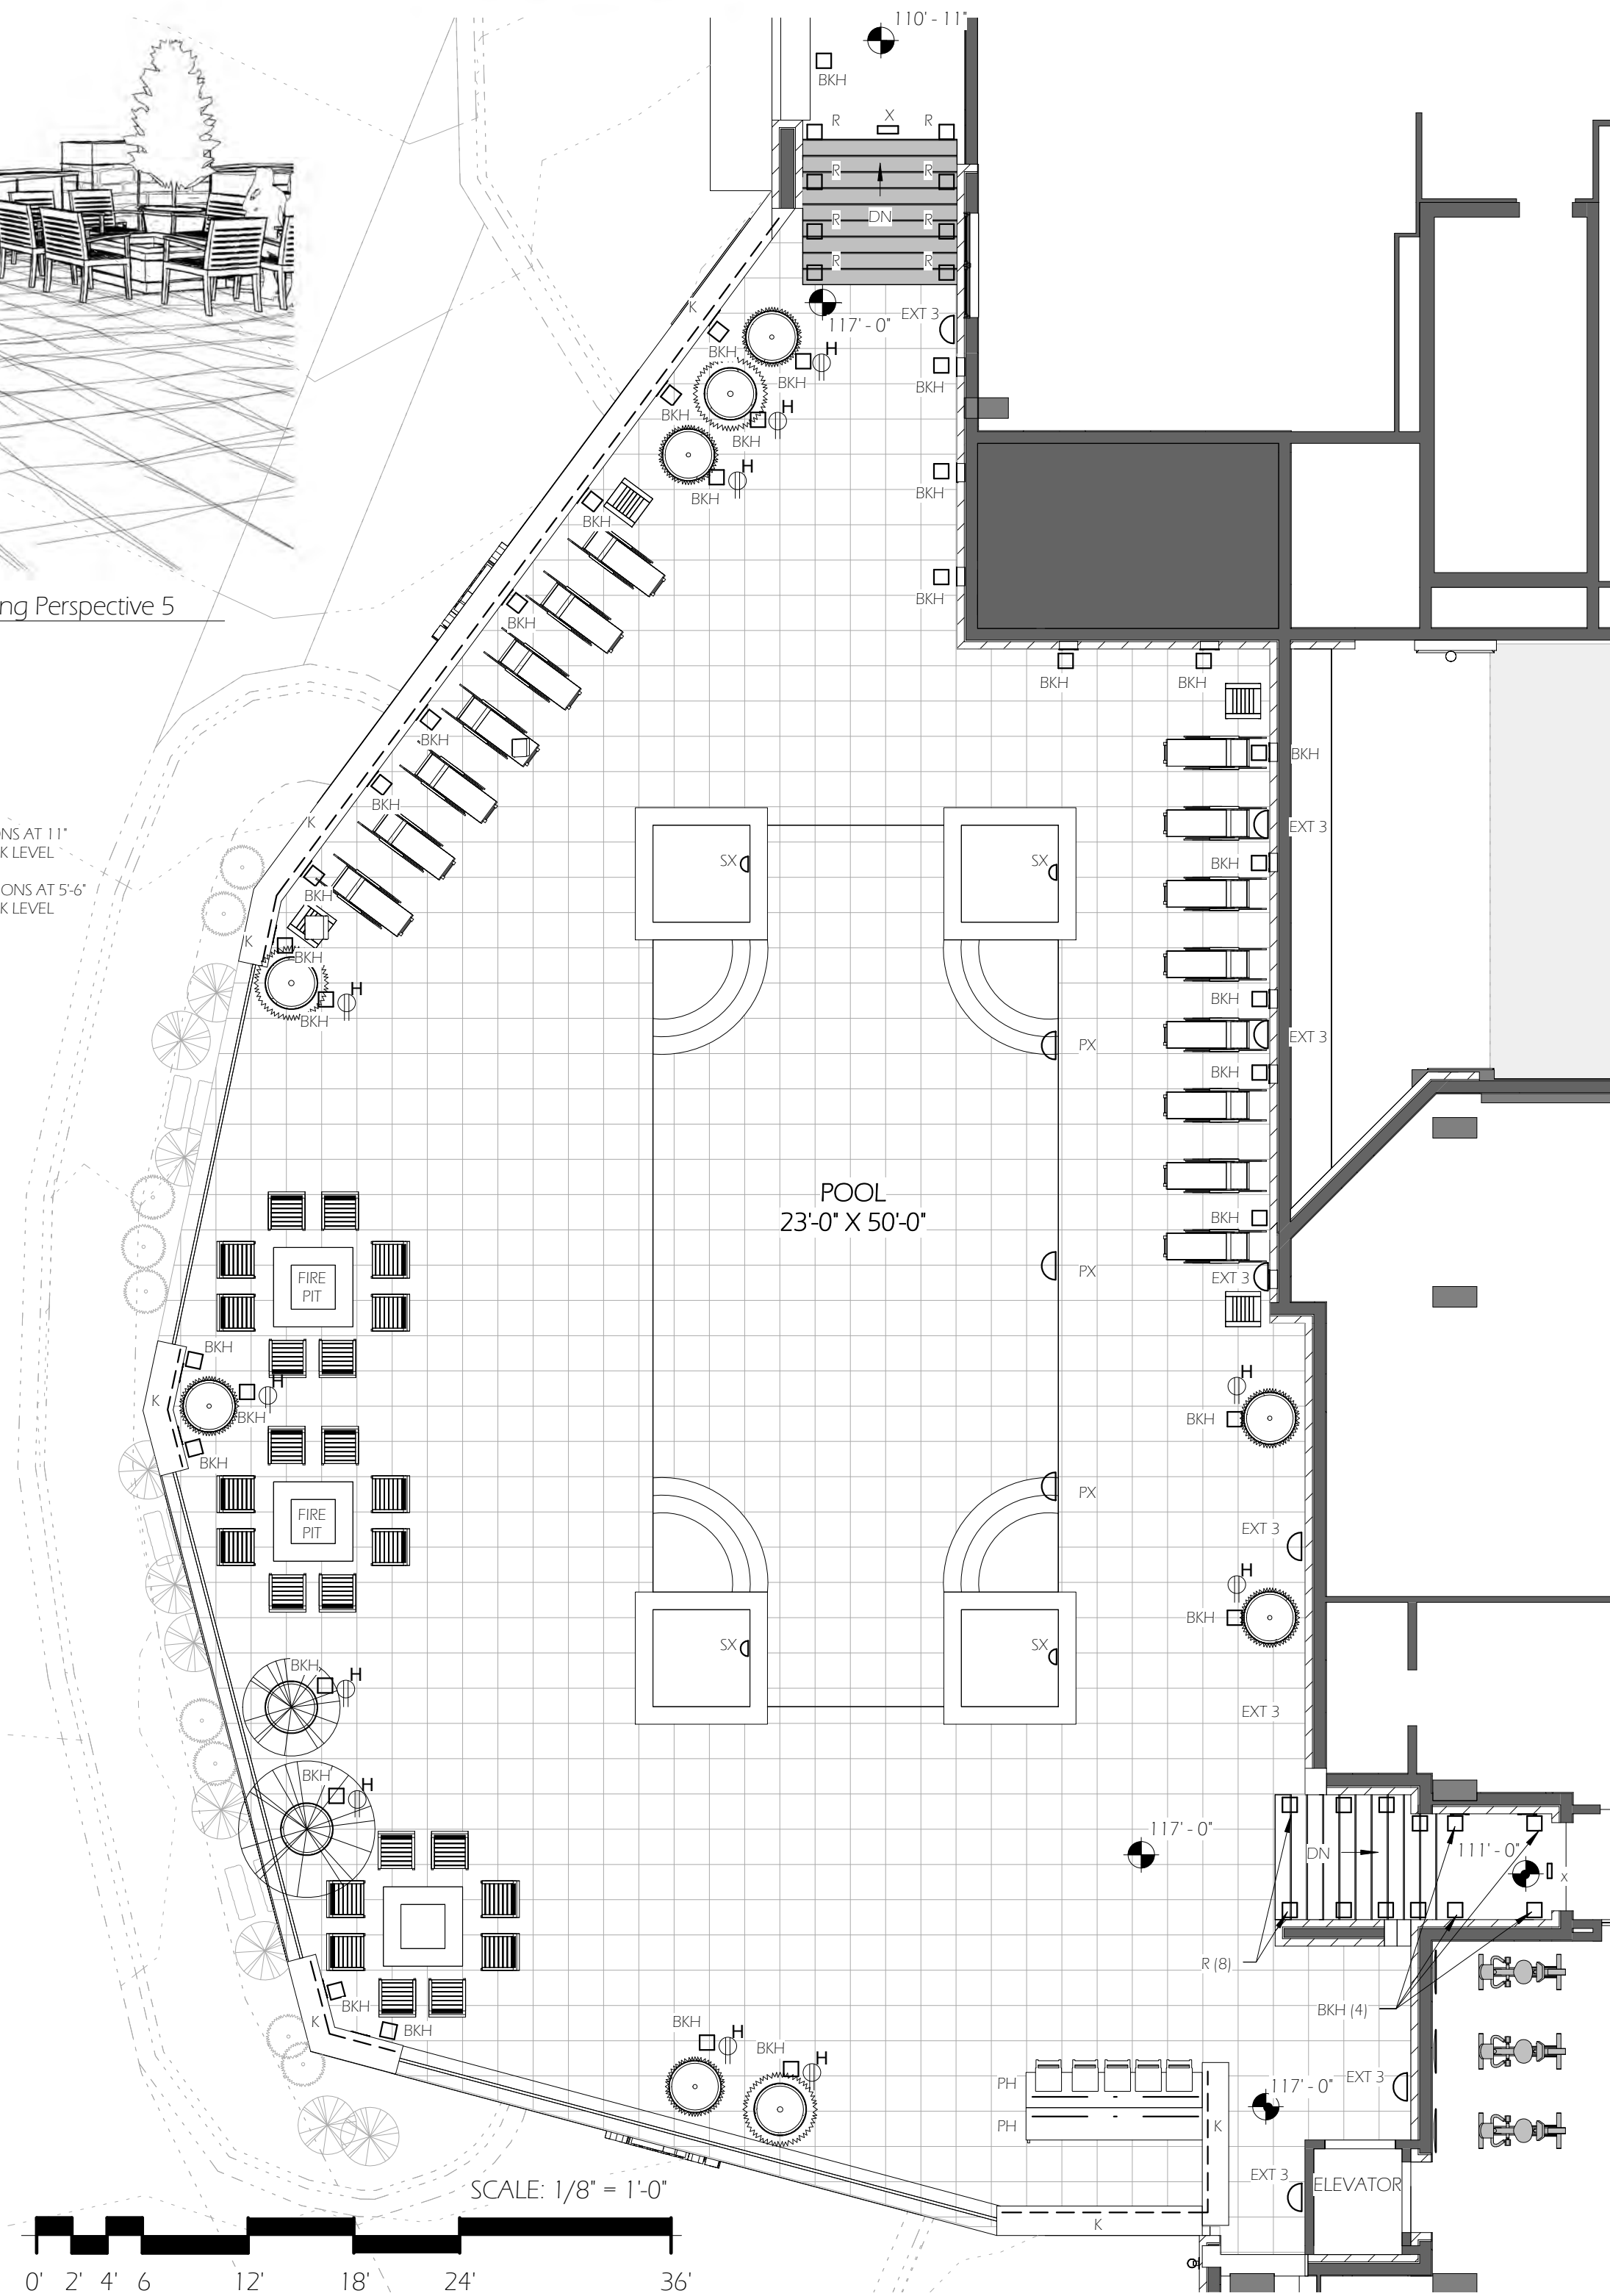 110' - 11"
BKH
R
X
R
R
R
DN
R
R
R
R
EXT 3
117' - 0"
K
BKH
H
BKH
BKH
BKH
H
BKH
H
BKH
BKH
BKH
BKH
BKH
ng Perspective 5
BKH
BKH
BKH
BKH
BKH
BKH
K
NS AT 11"
K LEVEL
EXT 3
SX
SX
BKH
IONS AT 5'-6"
K LEVEL
BKH
K
BKH
H
BKH
BKH
EXT 3
PX
BKH
POOL
23'-0" X 50'-0"
BKH
FIRE
PIT
PX
EXT 3
BKH
H
H
K
BKH
BKH
BKH
PX
FIRE
PIT
EXT 3
H
BKH
SX
SX
BKH
H
EXT 3
BKH
H
117' - 0"
DN
111' - 0"
X
R (8)
BKH (4)
BKH
K
BKH
BKH
H
BKH
H
PH
117' - 0"
EXT 3
PH
K
EXT 3
ELEVATOR
SCALE: 1/8" = 1'-0"
K
0'
2'
4'
6
12'
18'
24'
36'